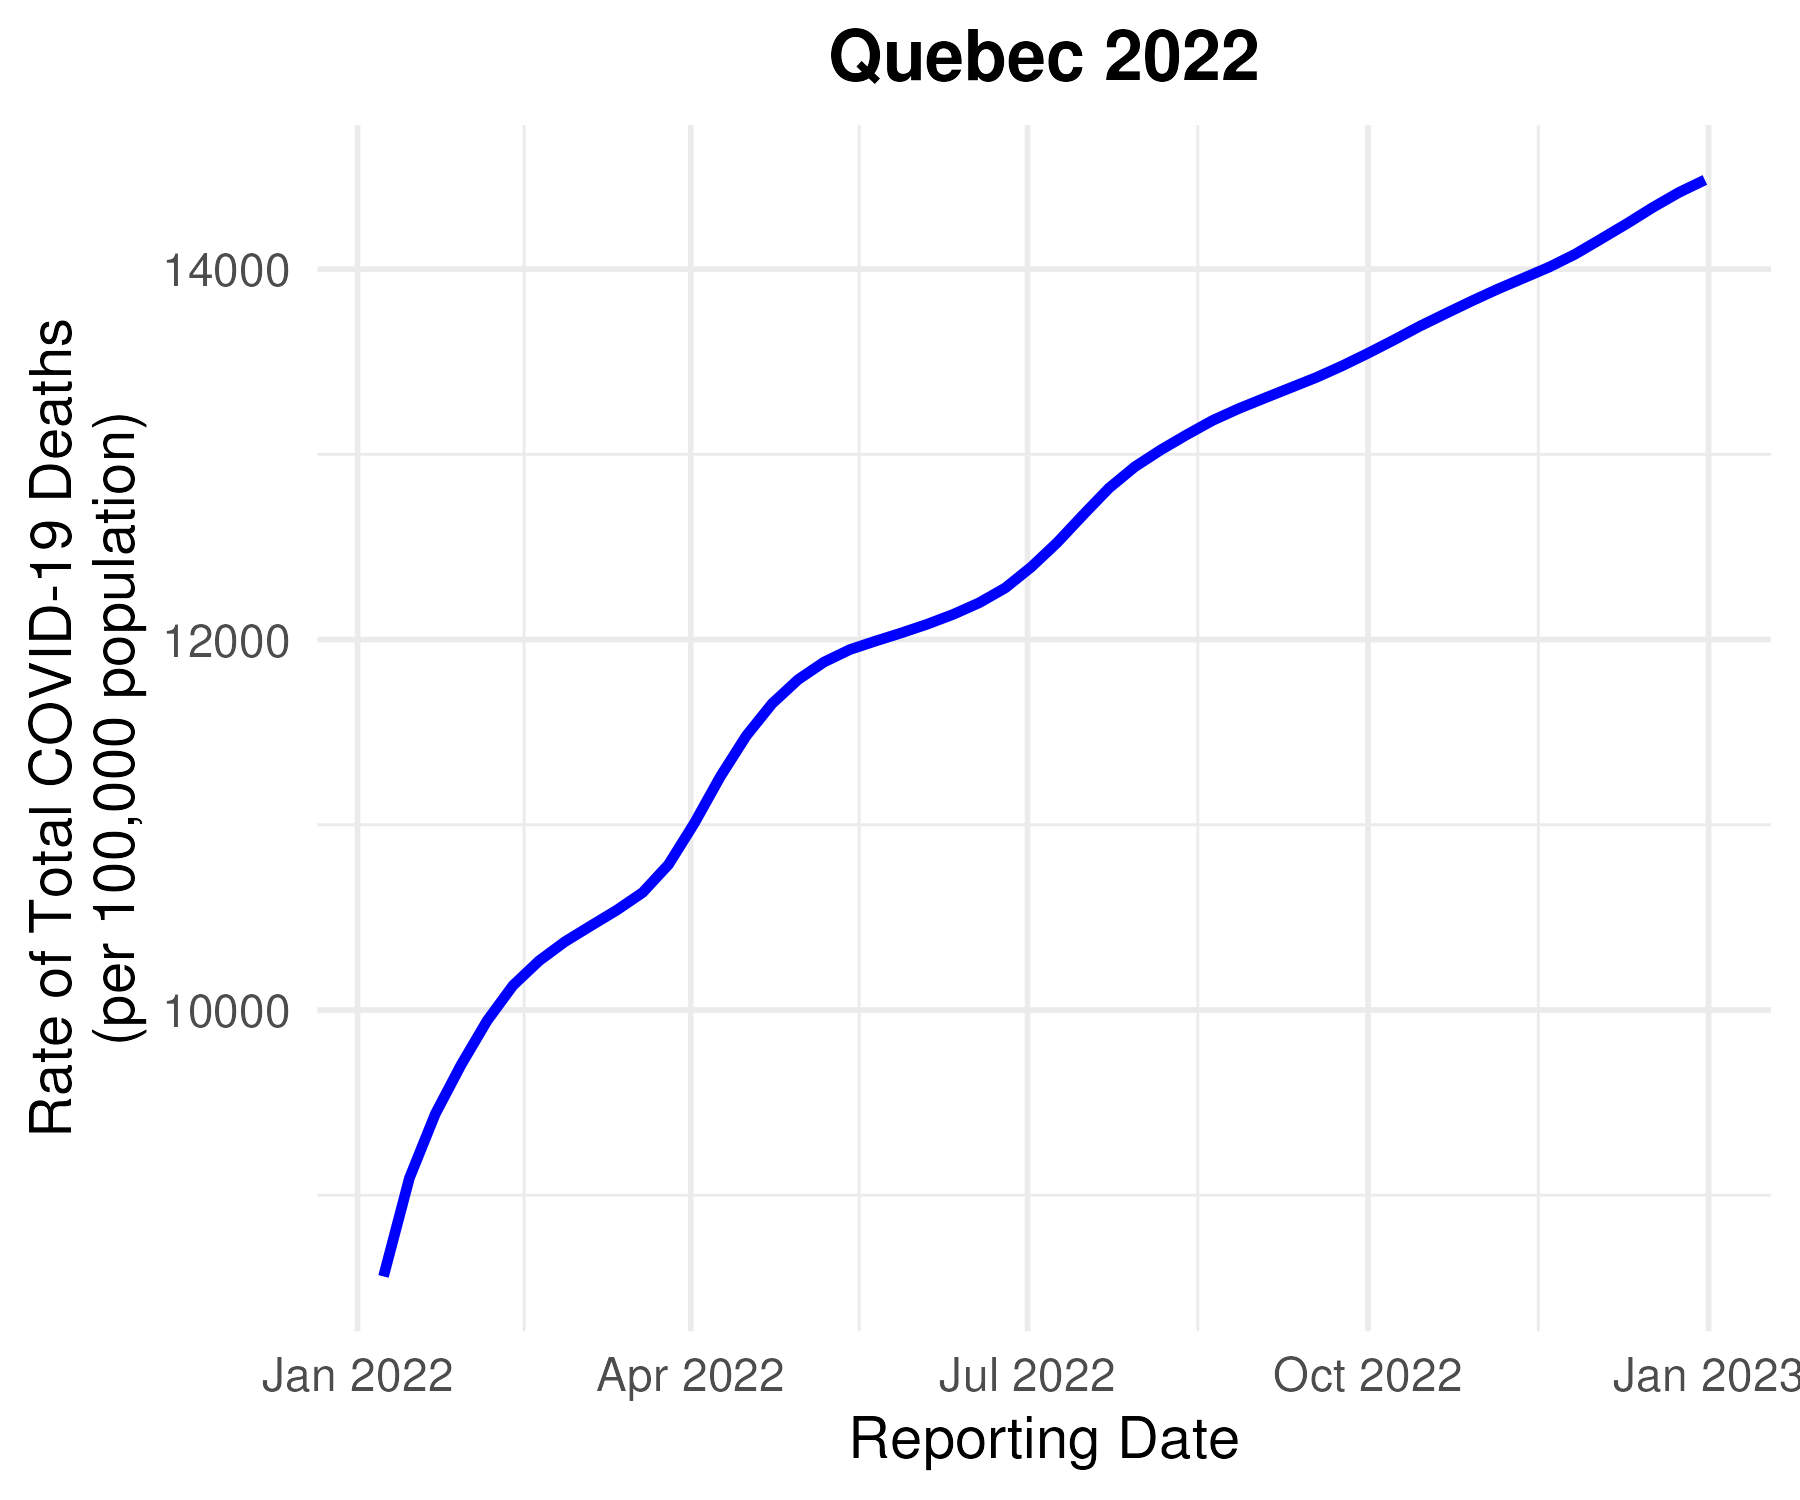 Quebec 2022
Rate of Total COVID-19 Deaths
(per 100,000 population)
14000
12000
10000
Jan 2022
Apr 2022
Jul 2022
Oct 2022
Jan 2023
Reporting Date